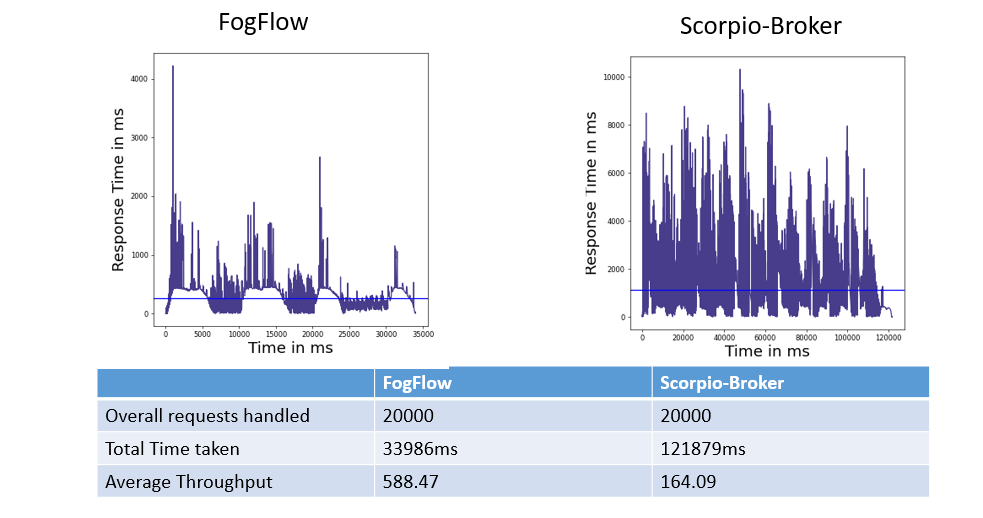 FogFlow
Scorpio-Broker
Response Time in ms
4000
3000
2000
1000
0
0 5000 10000 15000 20000 25000 30000 35000
Time in ms
Response Time in ms
10000
8000
6000
4000
2000
0
0 20000 40000 60000 80000 100000 120000
Time in ms
FogFlow Scorpio-Broker
Overall requests handled 20000 20000
Total Time taken 33986ms 121879ms
Average Throughput 588.47 164.09